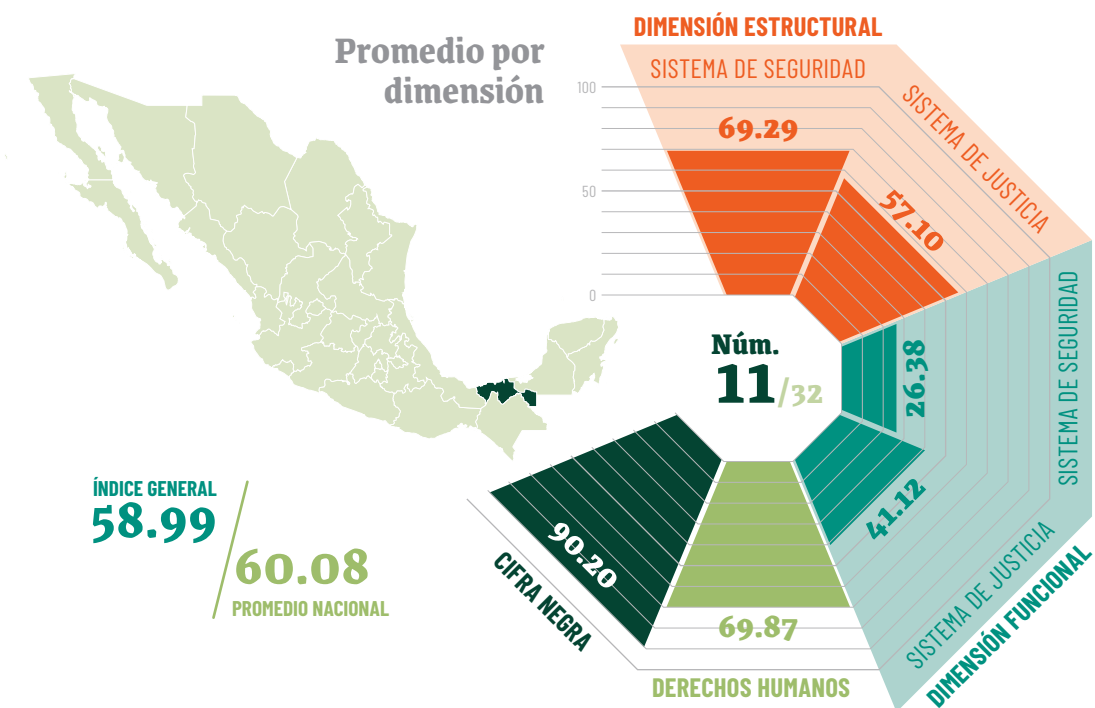 Promedio por
dimensión
DIMENSIÓN ESTRUCTURAL
SISTEMA DE SEGURIDAD
SISTEMA DE JUSTICIA
100
50
0
69.29
57.10
SISTEMA DE SEGURIDAD
26.38
Núm.
11/32
41.12
SISTEMA DE JUSTICIA
DIMENSIÓN FUNCIONAL
69.87
DERECHOS HUMANOS
90.20
CIFRA NEGRA
ÍNDICE GENERAL
58.99
60.08
PROMEDIO NACIONAL